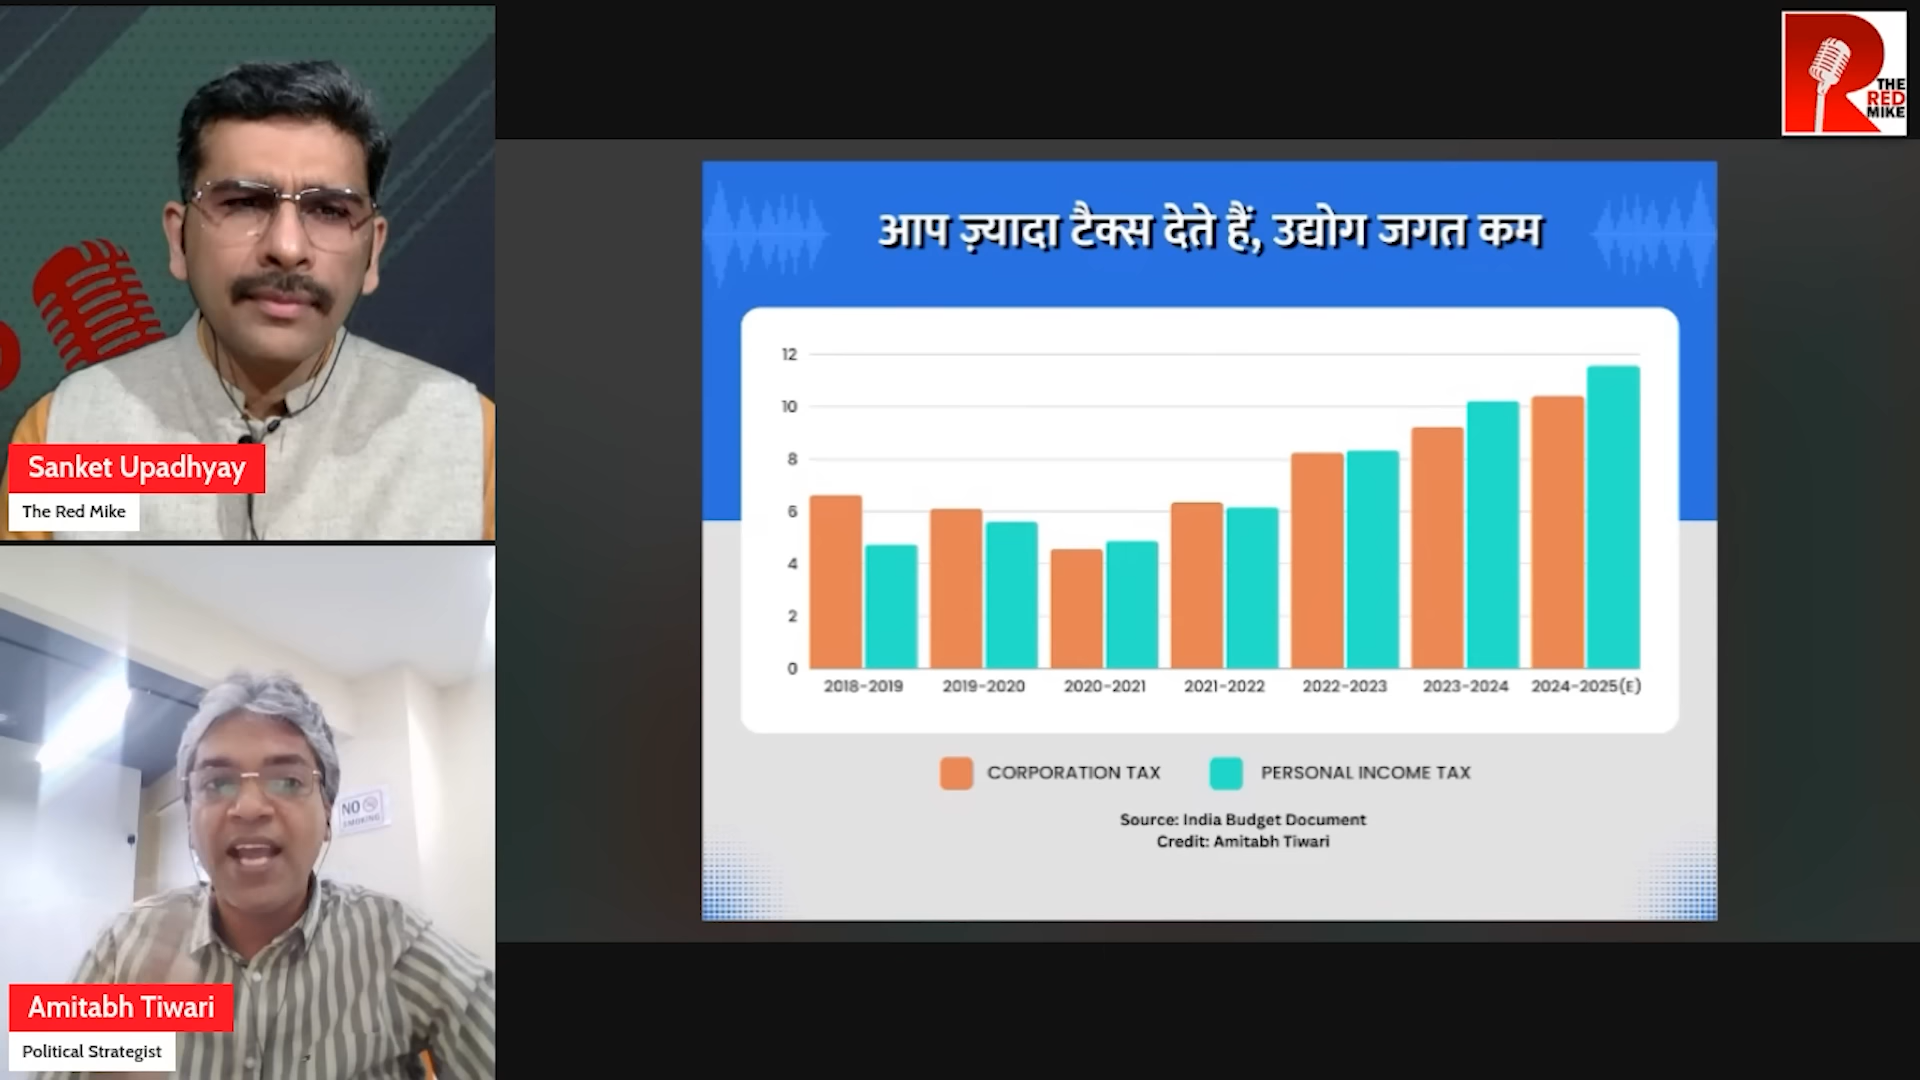 THE
RED
MIKE
Sanket Upadhyay
The Red Mike
NO
SMOKING
Amitabh Tiwari
Political Strategist
आप ज़्यादा टैक्स देते हैं, उद्योग जगत कम
12
10
8
6
4
2
0
2018-2019 2019-2020 2020-2021 2021-2022 2022-2023 2023-2024 2024-2025(E)
CORPORATION TAX PERSONAL INCOME TAX
Source: India Budget Document
Credit: Amitabh Tiwari